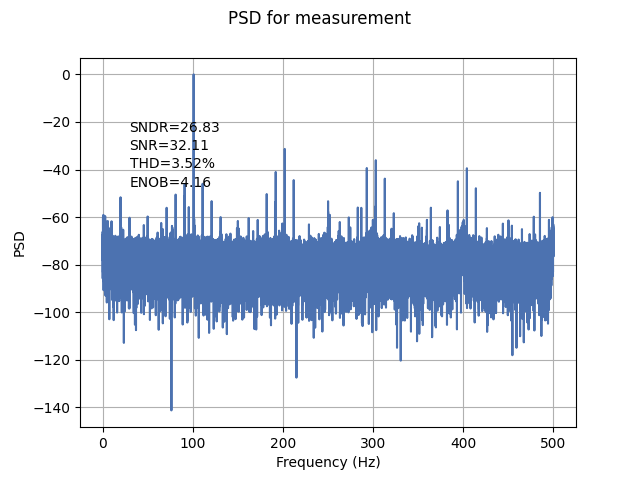 PSD for measurement
0
−20
−40
−60
−80
−100
−120
−140
PSD
SNDR=26.83
SNR=32.11
THD=3.52%
ENOB=4.16
0
100
200
300
400
500
Frequency (Hz)